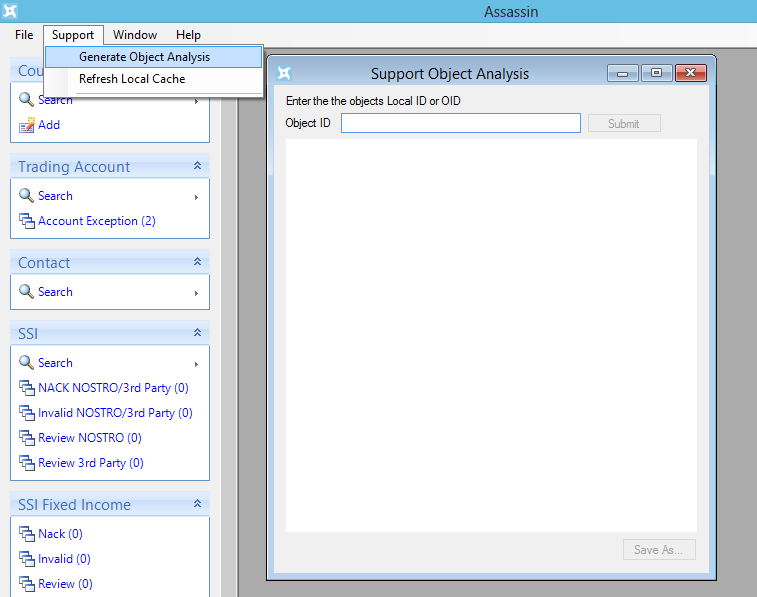 Assassin
File Support Window Help
Generate Object Analysis
Refresh Local Cache
Cou
Search
Add
Trading Account
Search
Account Exception (2)
Contact
Search
SSI
Search
NACK NOSTRO/3rd Party (0)
Invalid NOSTRO/3rd Party (0)
Review NOSTRO (0)
Review 3rd Party (0)
SSI Fixed Income
Nack (0)
Invalid (0)
Review (0)
Support Object Analysis
Enter the the objects Local ID or OID
Object ID
Submit
Save As...